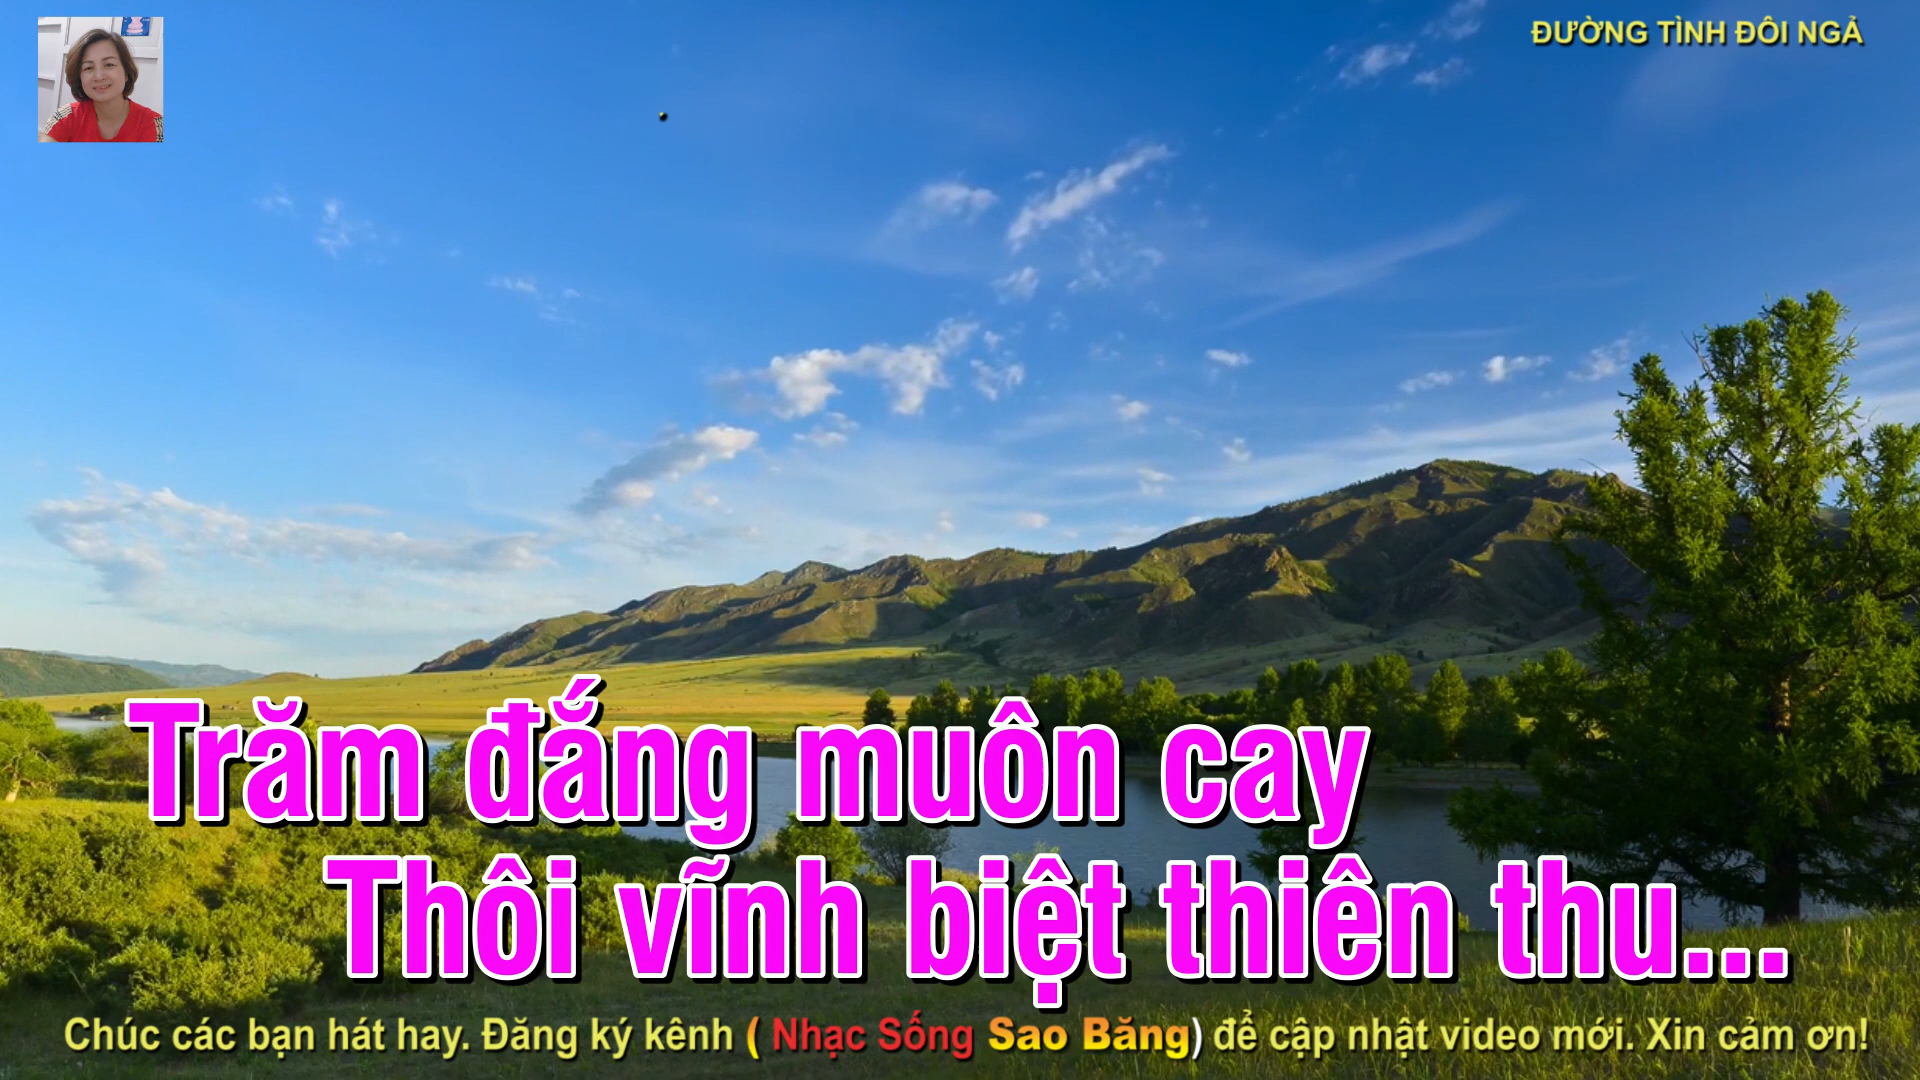 ĐƯỜNG TÌNH ĐÔI NGẢ
Trăm đắng muôn cay
Thôi vĩnh biệt thiên thu...
Chúc các bạn hát hay. Đăng ký kênh ( Nhạc Sống Sao Băng) để cập nhật video mới. Xin cảm ơn!